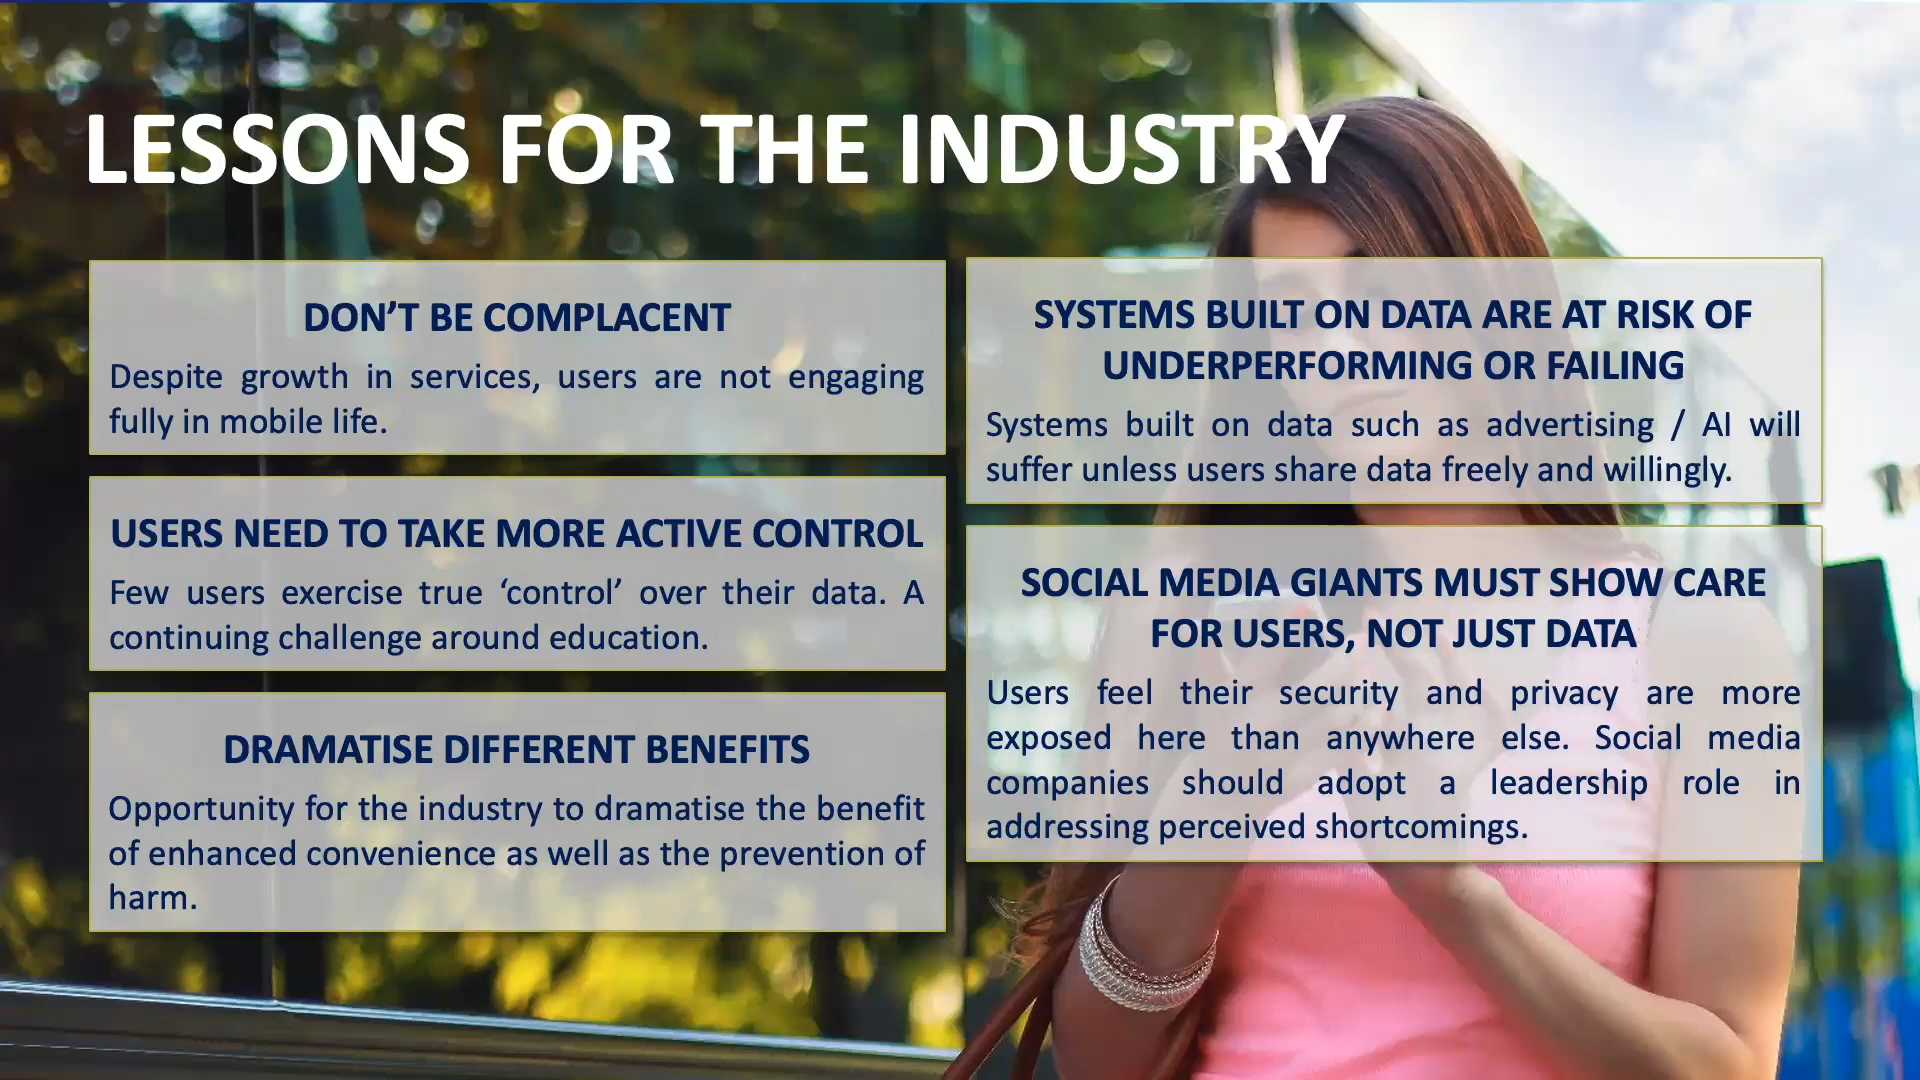 LESSONS FOR THE INDUSTRY
DON’T BE COMPLACENT
Despite growth in services, users are not engaging
fully in mobile life.
USERS NEED TO TAKE MORE ACTIVE CONTROL
Few users exercise true ‘control’ over their data. A
continuing challenge around education.
DRAMATISE DIFFERENT BENEFITS
Opportunity for the industry to dramatise the benefit
of enhanced convenience as well as the prevention of
harm.
SYSTEMS BUILT ON DATA ARE AT RISK OF
UNDERPERFORMING OR FAILING
Systems built on data such as advertising / AI will
suffer unless users share data freely and willingly.
SOCIAL MEDIA GIANTS MUST SHOW CARE
FOR USERS, NOT JUST DATA
Users feel their security and privacy are more
exposed here than anywhere else. Social media
companies should adopt a leadership role in
addressing perceived shortcomings.